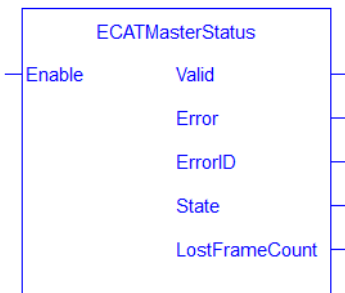 ECATMasterStatus
Enable Valid
Error
ErrorID
State
LostFrameCount